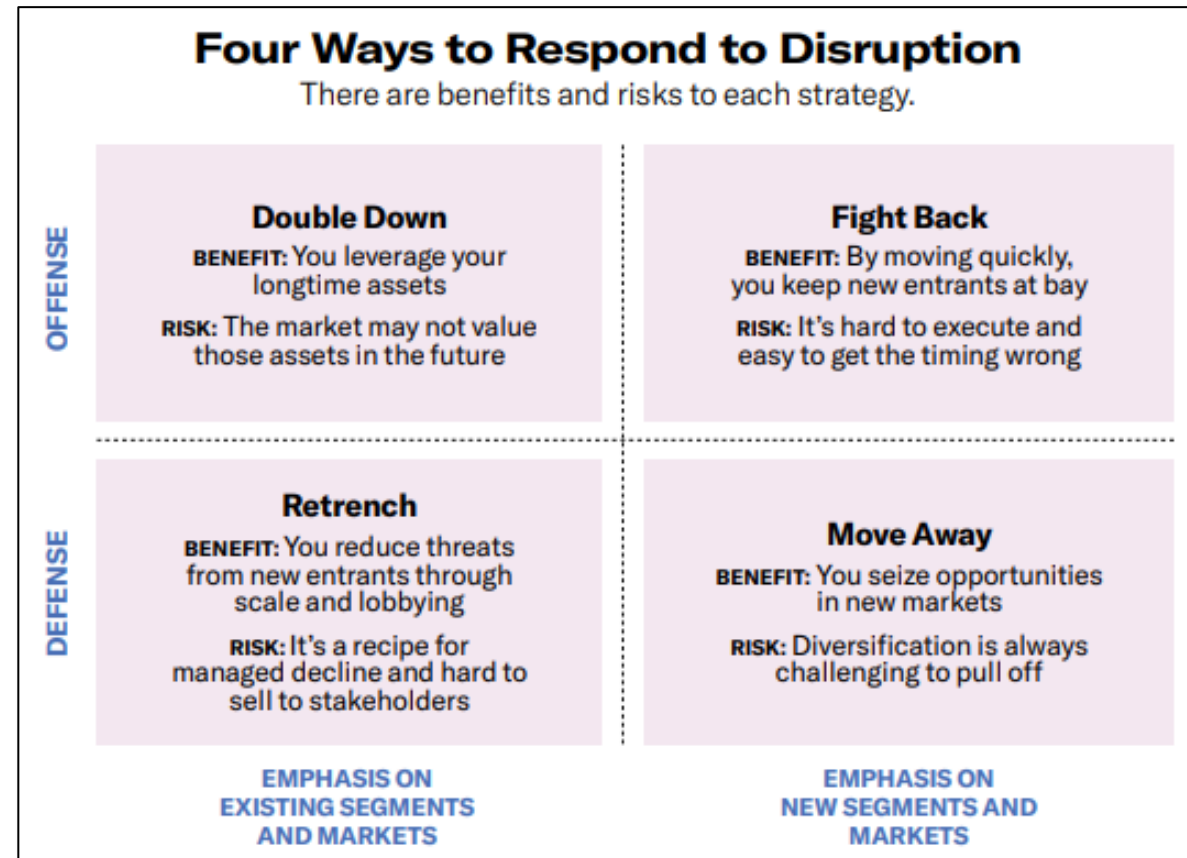 Four Ways to Respond to Disruption
There are benefits and risks to each strategy.
OFFENSE
Double Down
BENEFIT: You leverage your
longtime assets
RISK: The market may not value
those assets in the future
Fight Back
BENEFIT: By moving quickly,
you keep new entrants at bay
RISK: It's hard to execute and
easy to get the timing wrong
DEFENSE
Retrench
BENEFIT: You reduce threats
from new entrants through
scale and lobbying
RISK: It's a recipe for
managed decline and hard to
sell to stakeholders
Move Away
BENEFIT: You seize opportunities
in new markets
RISK: Diversification is always
challenging to pull off
EMPHASIS ON
EXISTING SEGMENTS
AND MARKETS
EMPHASIS ON
NEW SEGMENTS AND
MARKETS